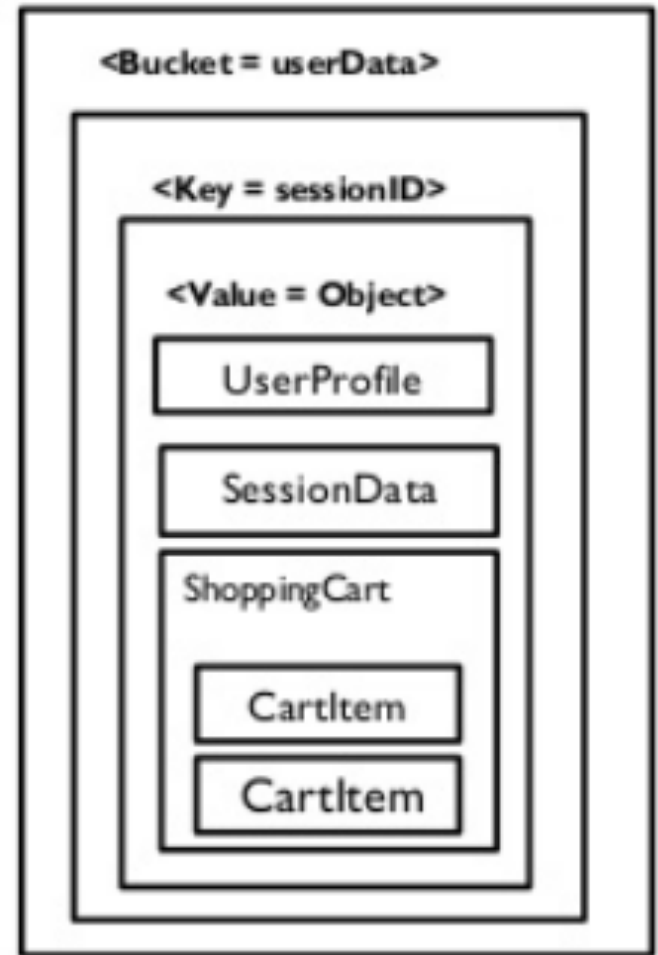 <Bucket = userData>
<Key = sessionID>
<Value = Object>
UserProfile
SessionData
ShoppingCart
CartItem
CartItem